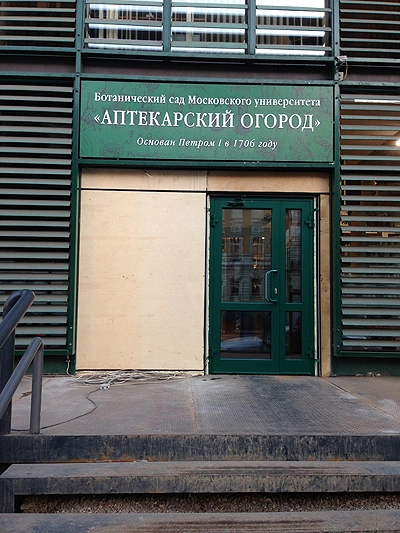 Ботанический сад Московского университета
«АПТЕКАРСКИЙ ОГОРОД»
Основан Петром I в 1706 году